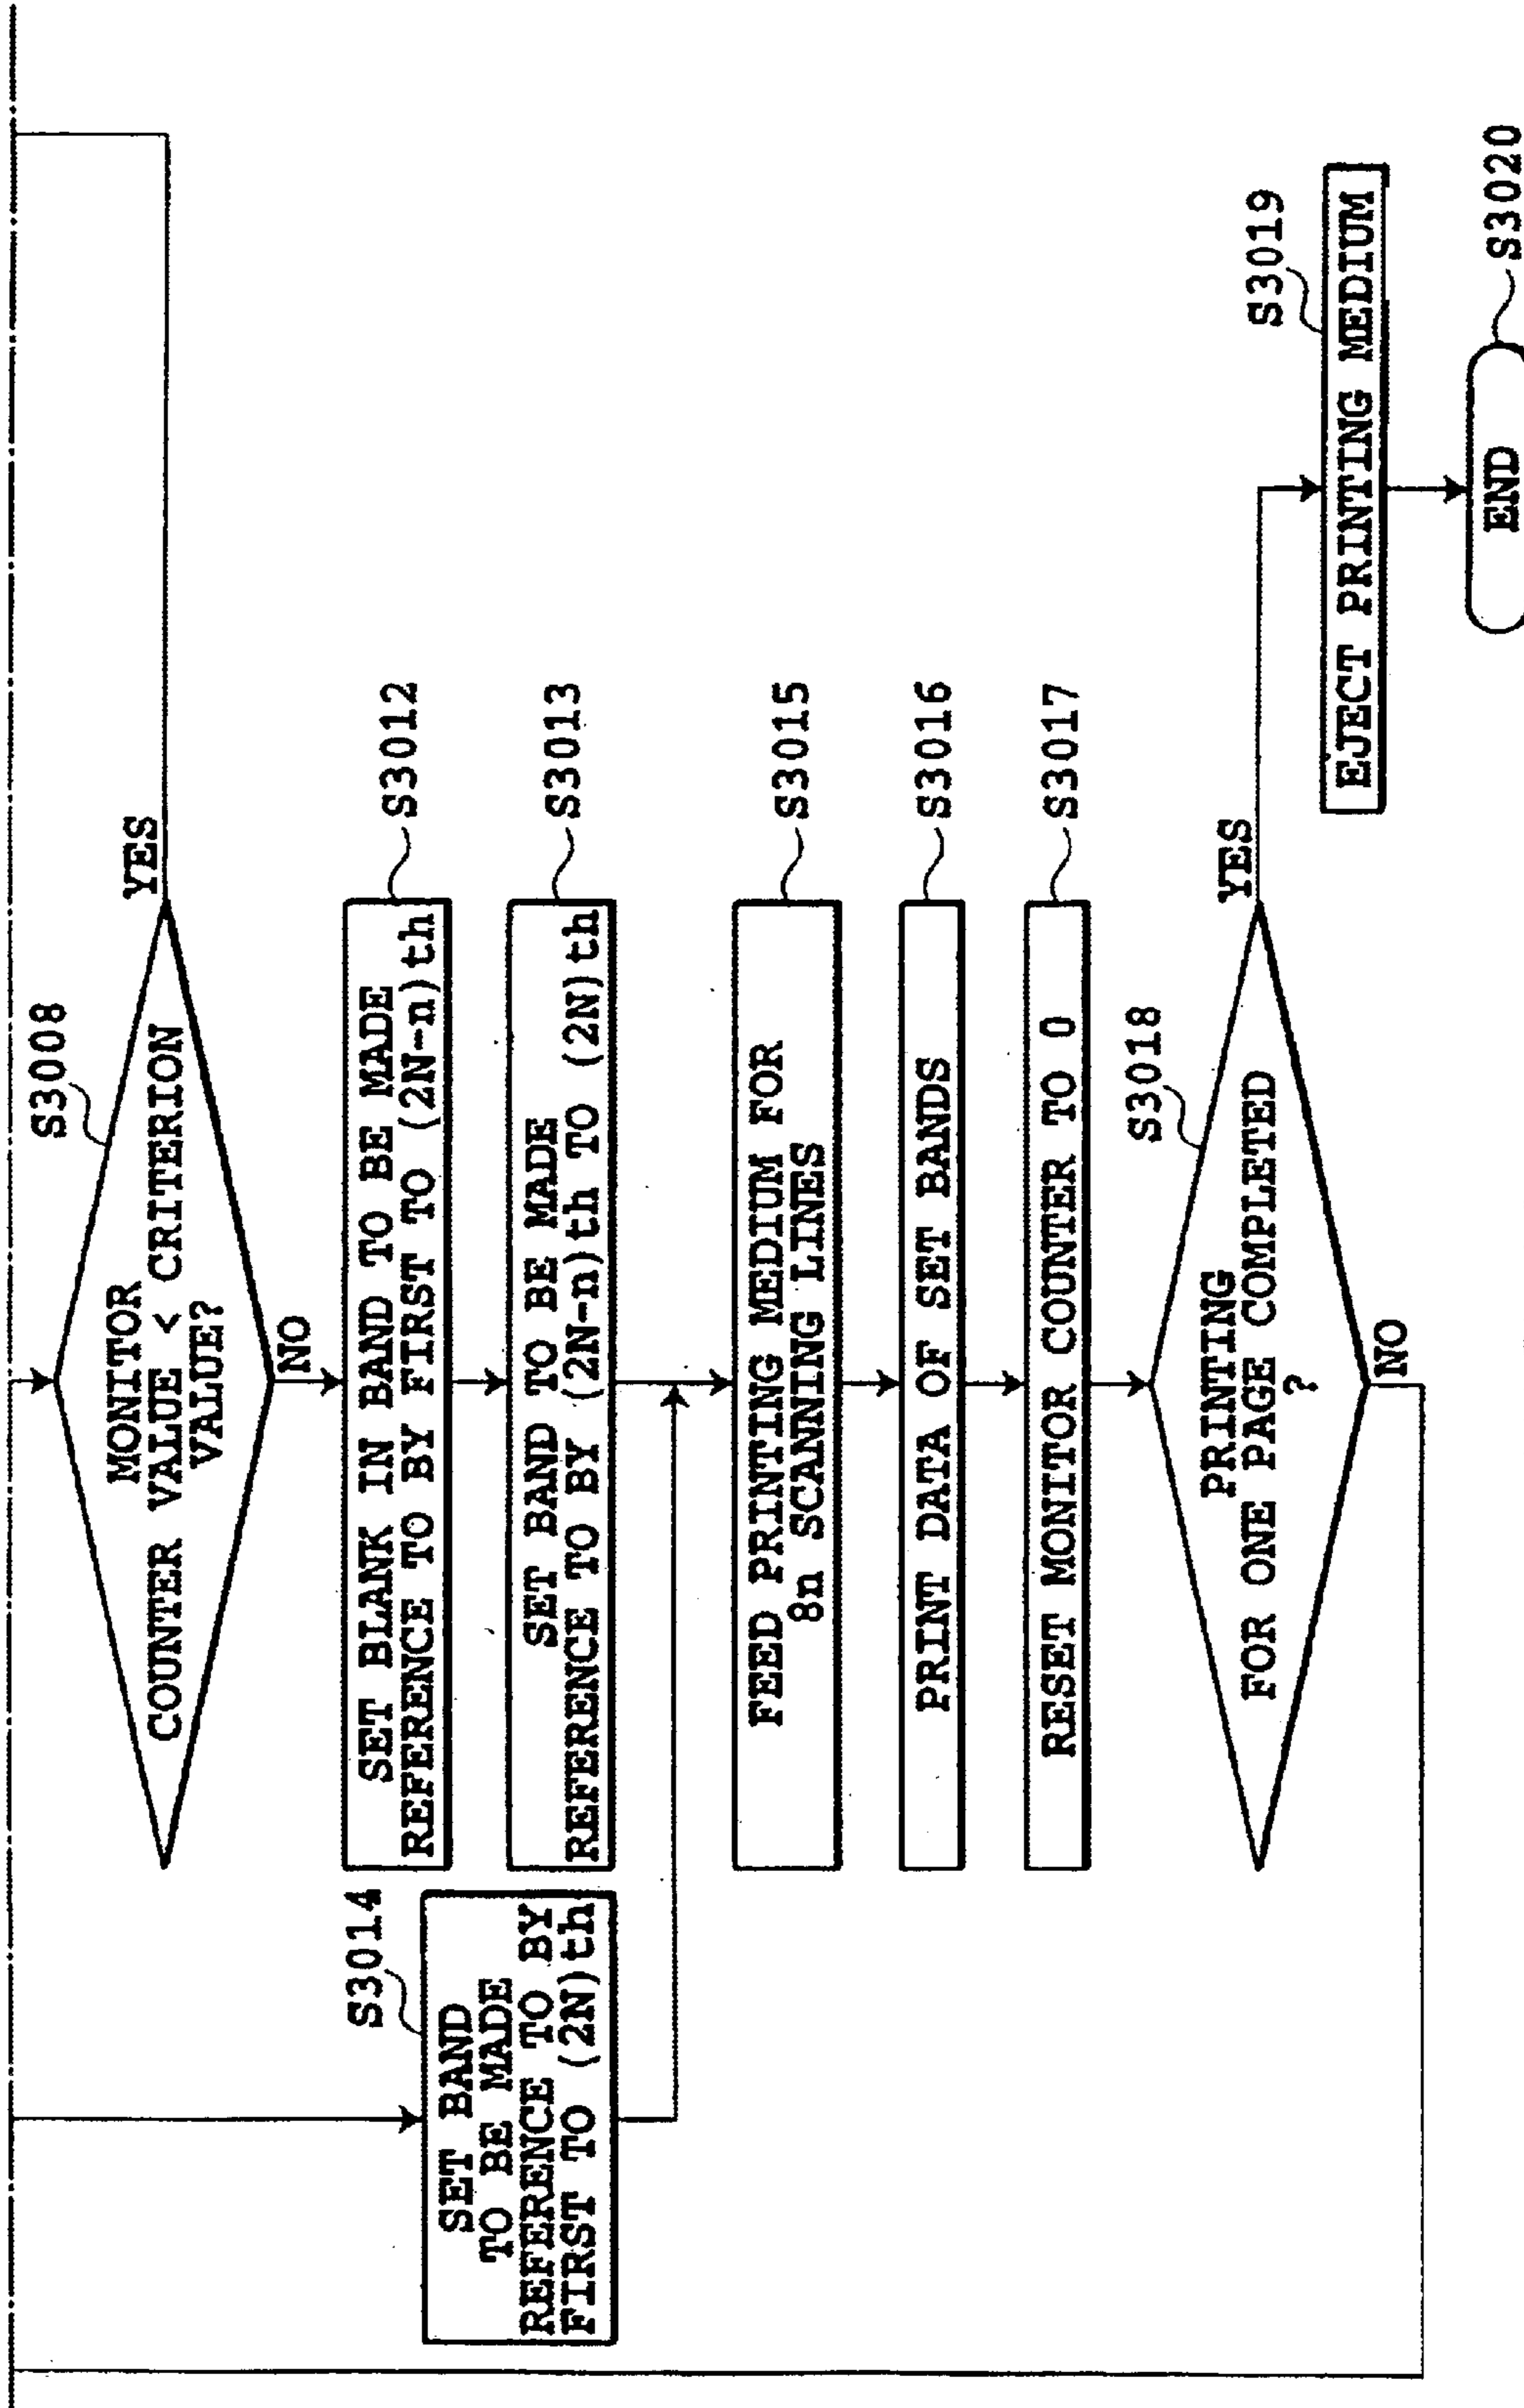 S3008
MONITOR
COUNTER VALUE < CRITERION
VALUE?
YES
NO
SET BLANK IN BAND TO BE MADE
REFERENCE TO BY FIRST TO (2N-n)th
S3012
SET BAND TO BE MADE
REFERENCE TO BY (2N-n)th TO (2N)th
S3013
S3014
SET BAND
TO BE MADE
REFERENCE TO BY
FIRST TO (2N)th
FEED PRINTING MEDIUM FOR
8n SCANNING LINES
S3015
PRINT DATA OF SET BANDS
S3016
RESET MONITOR COUNTER TO 0
S3017
S3018
PRINTING
FOR ONE PAGE COMPLETED
?
YES
NO
S3019
EJECT PRINTING MEDIUM
END
S3020